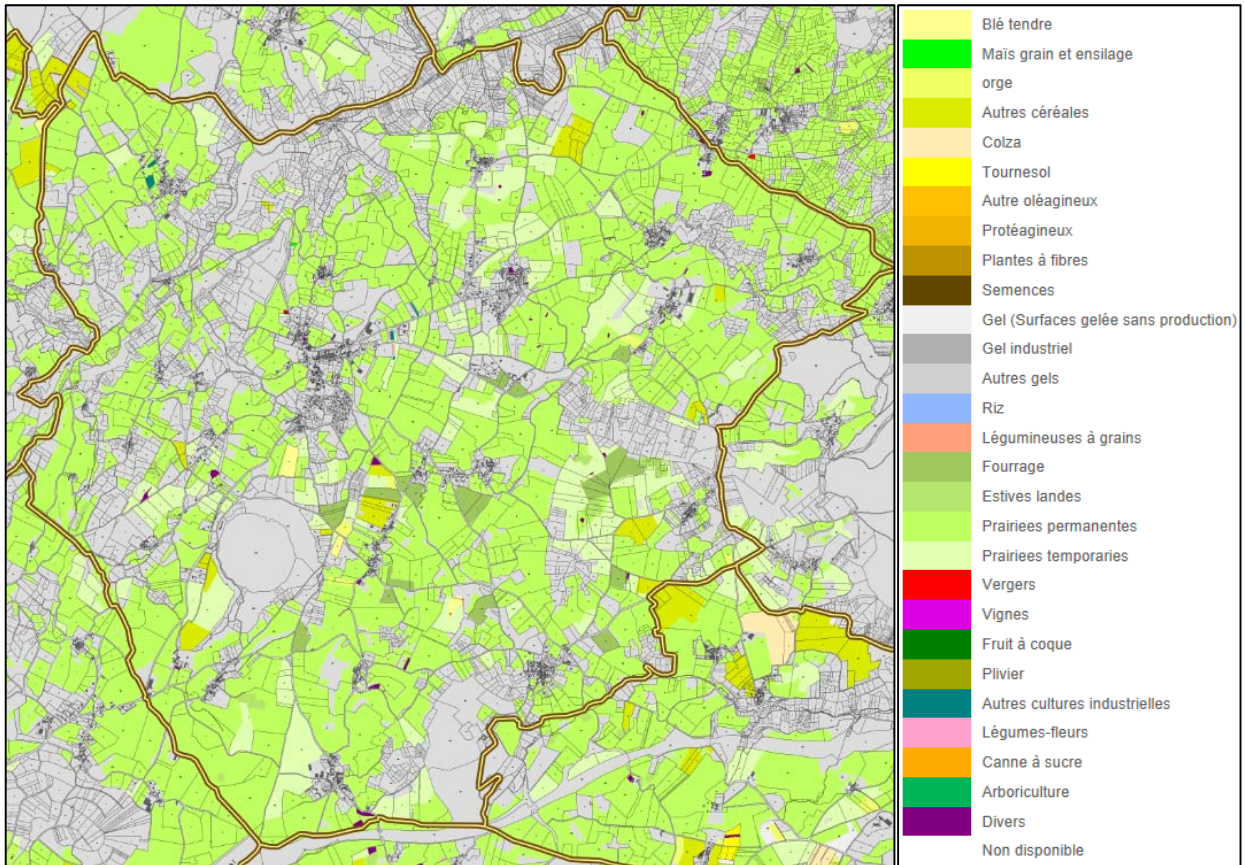 Blé tendre
Maïs grain et ensilage
orge
Autres céréales
Colza
Tournesol
Autre oléagineux
Protéagineux
Plantes à fibres
Semences
Gel (Surfaces gelée sans production)
Gel industriel
Autres gels
Riz
Légumineuses à grains
Fourrage
Estives landes
Prairiees permanentes
Prairiees temporaries
Vergers
Vignes
Fruit à coque
Plivier
Autres cultures industrielles
Légumes-fleurs
Canne à sucre
Arboriculture
Divers
Non disponible